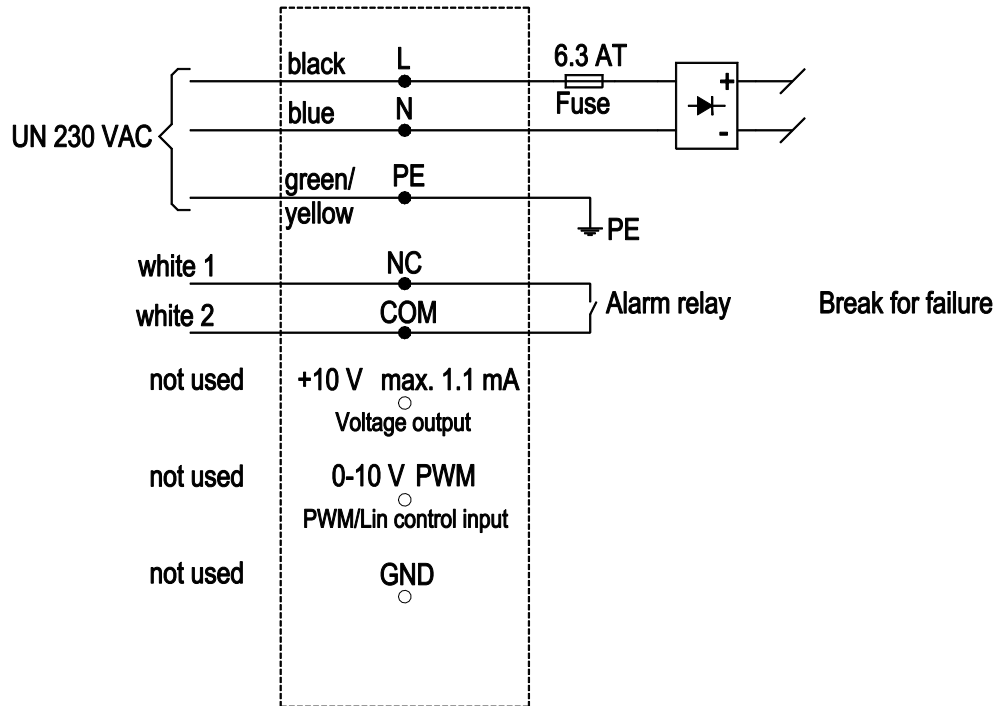 black L 6.3 AT
+
Fuse
blue N
-
UN 230 VAC
green/ PE
yellow
PE
white 1 NC
Alarm relay Break for failure
white 2 COM
not used +10 V max. 1.1 mA
Voltage output
not used 0-10 V PWM
PWM/Lin control input
not used GND